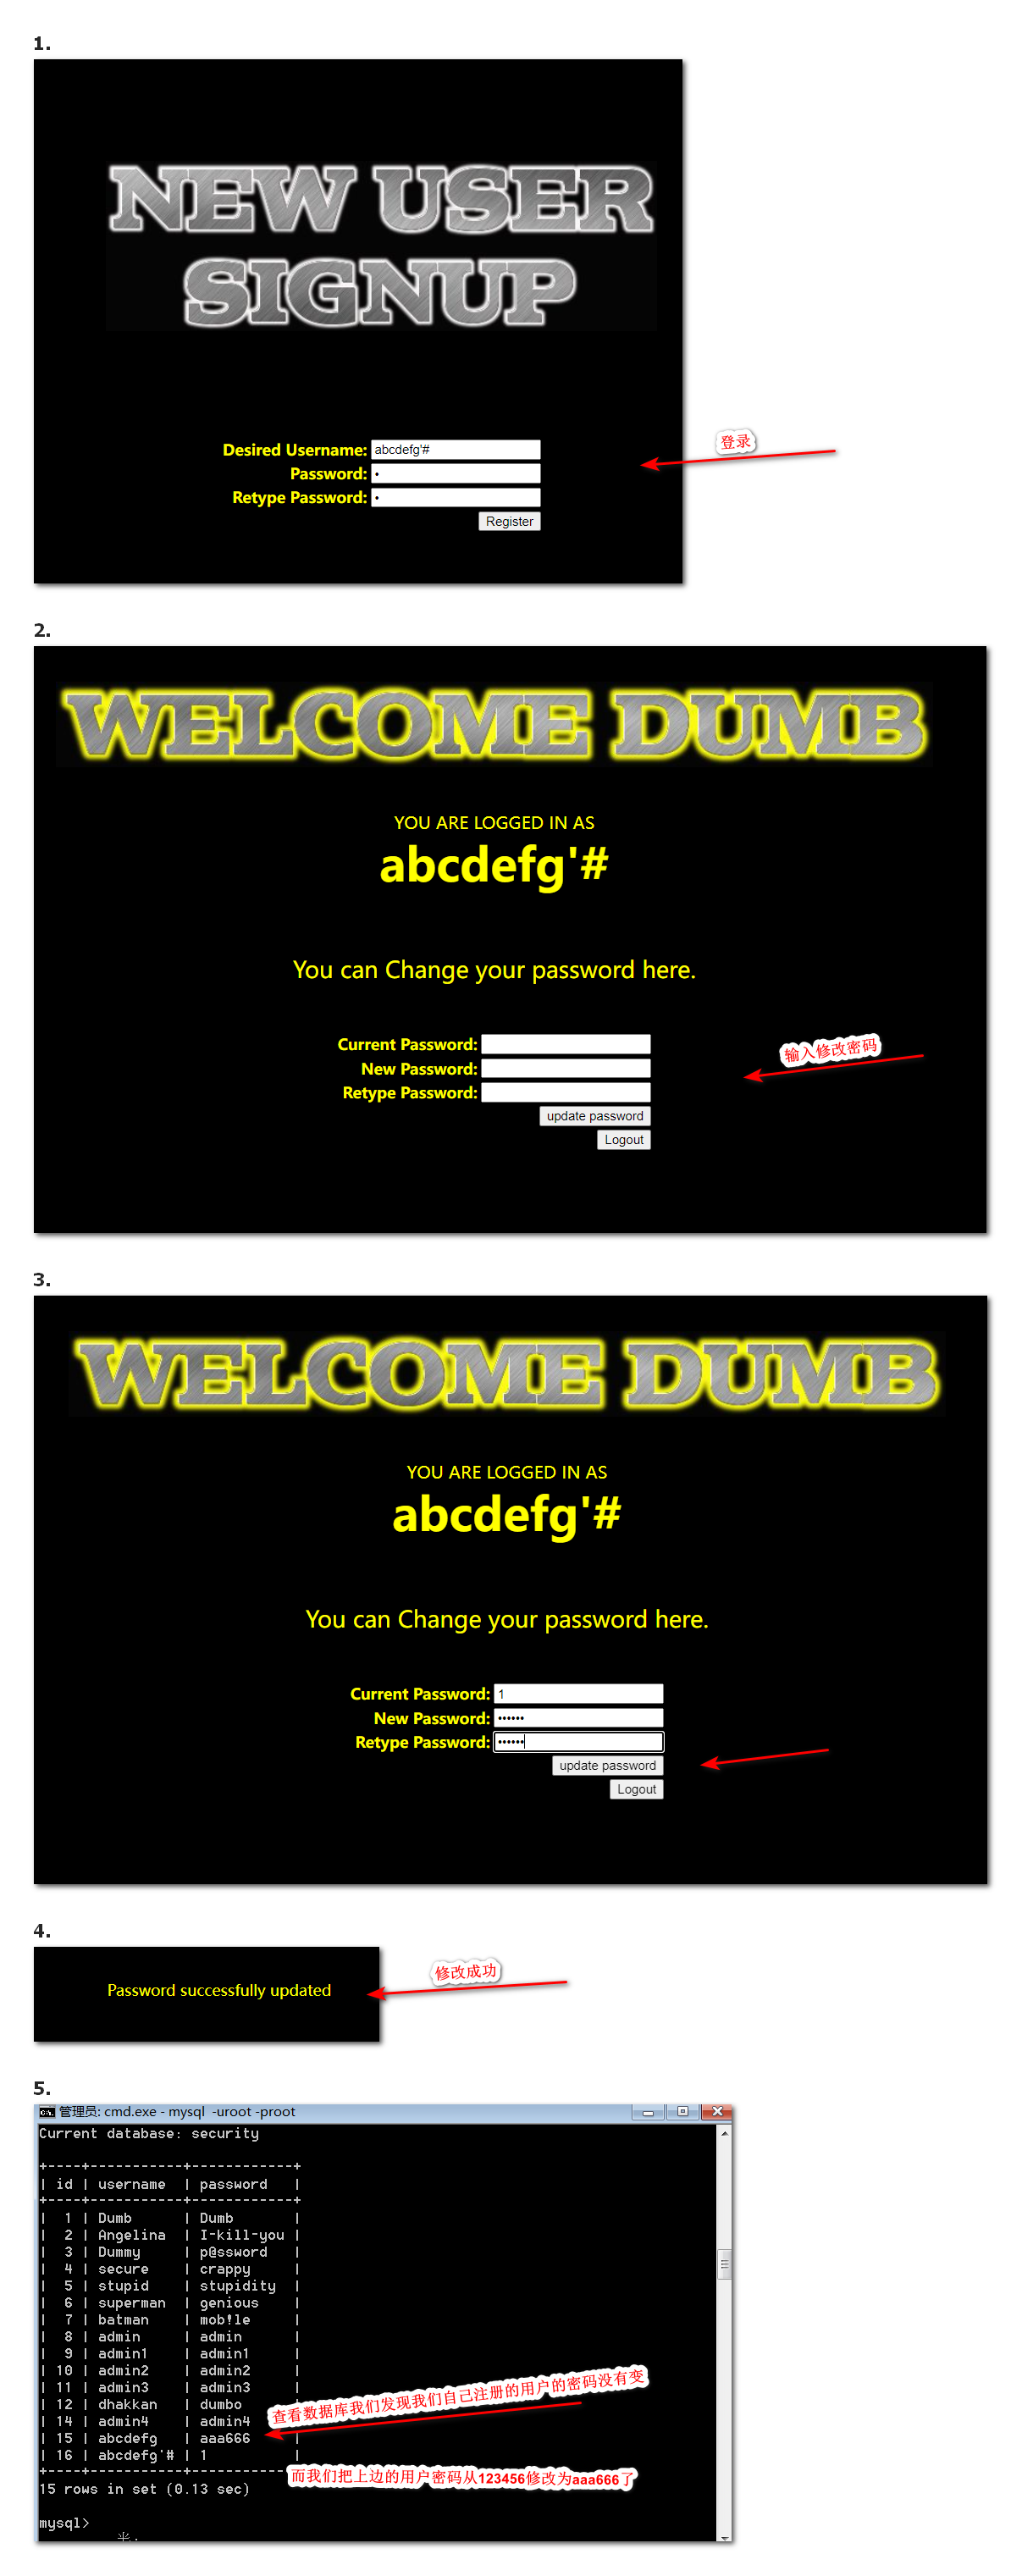 1.
NEW USER
SIGNUP
Desired Username: abcdefg'#
登录
Password: •
Retype Password: •
Register
2.
WELCOME DUMB
YOU ARE LOGGED IN AS
abcdefg'#
You can Change your password here.
Current Password:
输入修改密码
New Password:
Retype Password:
update password
Logout
3.
WELCOME DUMB
YOU ARE LOGGED IN AS
abcdefg'#
You can Change your password here.
Current Password: 1
New Password: ••••••
Retype Password: ••••••
update password
Logout
4.
修改成功
Password successfully updated
5.
管理员: cmd.exe - mysql -uroot -proot
Current database: security
+----+-----------+------------+
| id | username  | password   |
+----+-----------+------------+
|  1 | Dumb      | Dumb       |
|  2 | Angelina  | I-kill-you |
|  3 | Dummy     | p@ssword   |
|  4 | secure    | crappy     |
|  5 | stupid    | stupidity  |
|  6 | superman  | genious    |
|  7 | batman    | mob!le     |
|  8 | admin     | admin      |
|  9 | admin1    | admin1     |
| 10 | admin2    | admin2     |
| 11 | admin3    | admin3     |
| 12 | dhakkan   | dumbo      |
查看数据库我们发现我们自己注册的用户的密码没有变
| 14 | admin4    | admin4     |
| 15 | abcdefg   | aaa666     |
| 16 | abcdefg'# | 1          |
+----+-----------+------------+
而我们把上边的用户密码从123456修改为aaa666了
15 rows in set (0.13 sec)
mysql>